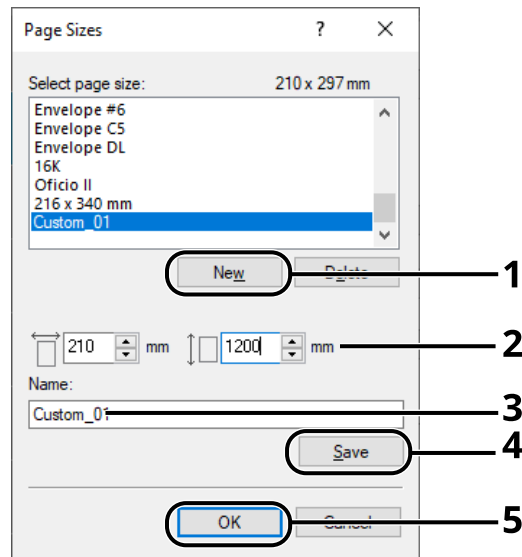 Page Sizes ? ×
Select page size: 210 x 297 mm
Envelope #6
Envelope C5
Envelope DL
16K
Oficio II
216 x 340 mm
Custom_01
New Delete 1
210 mm 1200 mm 2
Name:
Custom_01 3
Save 4
OK Cancel 5